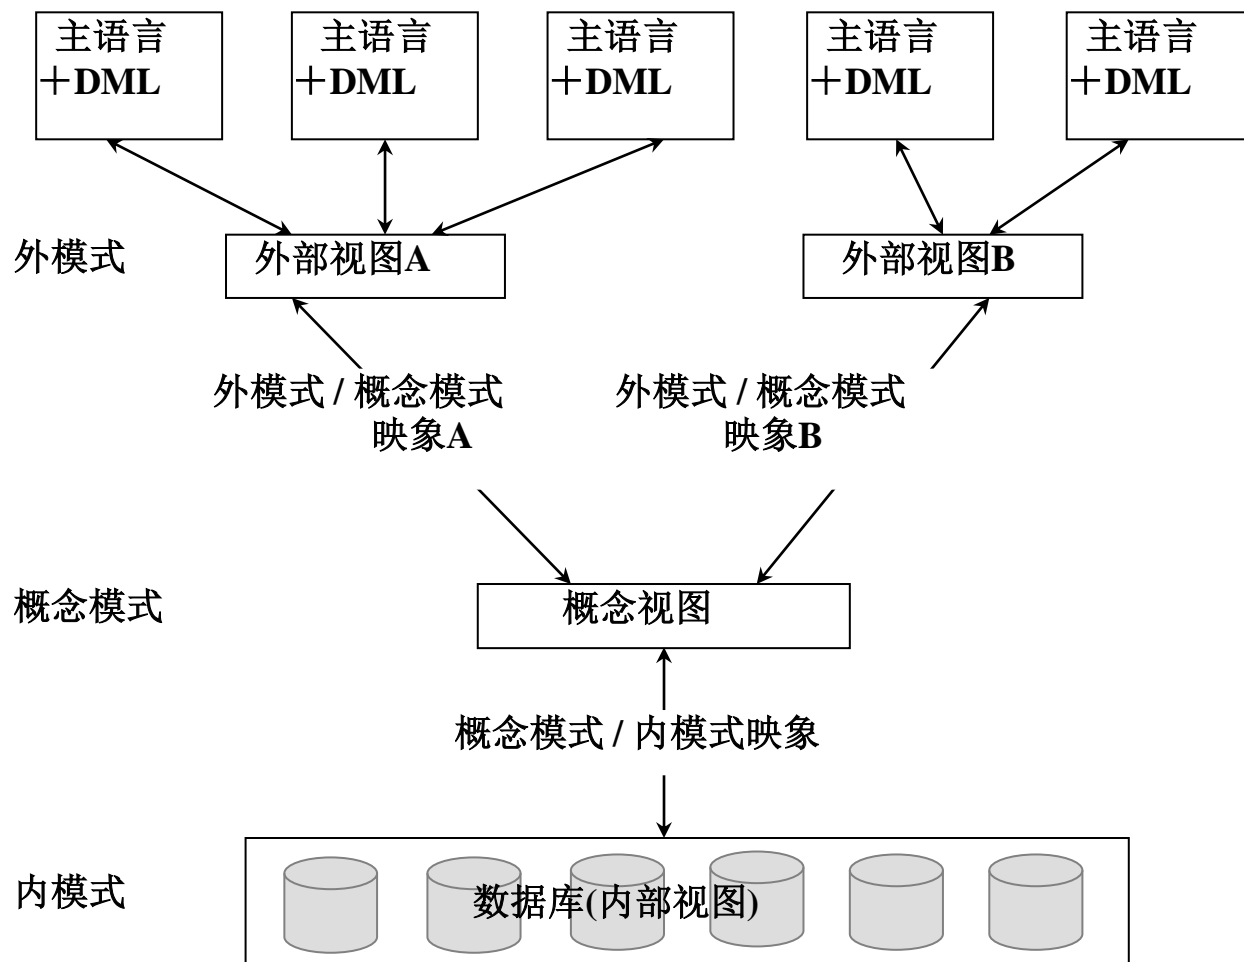 主语言
＋DML
主语言
＋DML
主语言
＋DML
主语言
＋DML
主语言
＋DML
外模式
外部视图A
外部视图B
外模式 / 概念模式
映象A
外模式 / 概念模式
映象B
概念模式
概念视图
概念模式 / 内模式映象
内模式
数据库(内部视图)